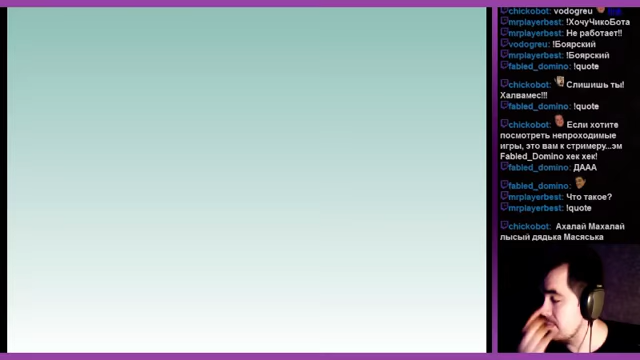 chickobot: vodogreu
mrplayerbest: !ХочуЧикоБота
mrplayerbest: Не работает!!
vodogreu: !Боярский
mrplayerbest: !Боярский
fabled_domino: !quote
chickobot: Слишишь ты!
Халвамес!!!
fabled_domino: !quote
chickobot: Если хотите
посмотреть непроходимые
игры, это вам к стримеру...эм
Fabled_Domino хек хек!
fabled_domino: ДААА
fabled_domino:
mrplayerbest: Что такое?
mrplayerbest: !quote
chickobot: Ахалай Махалай
лысый дядька Масяська